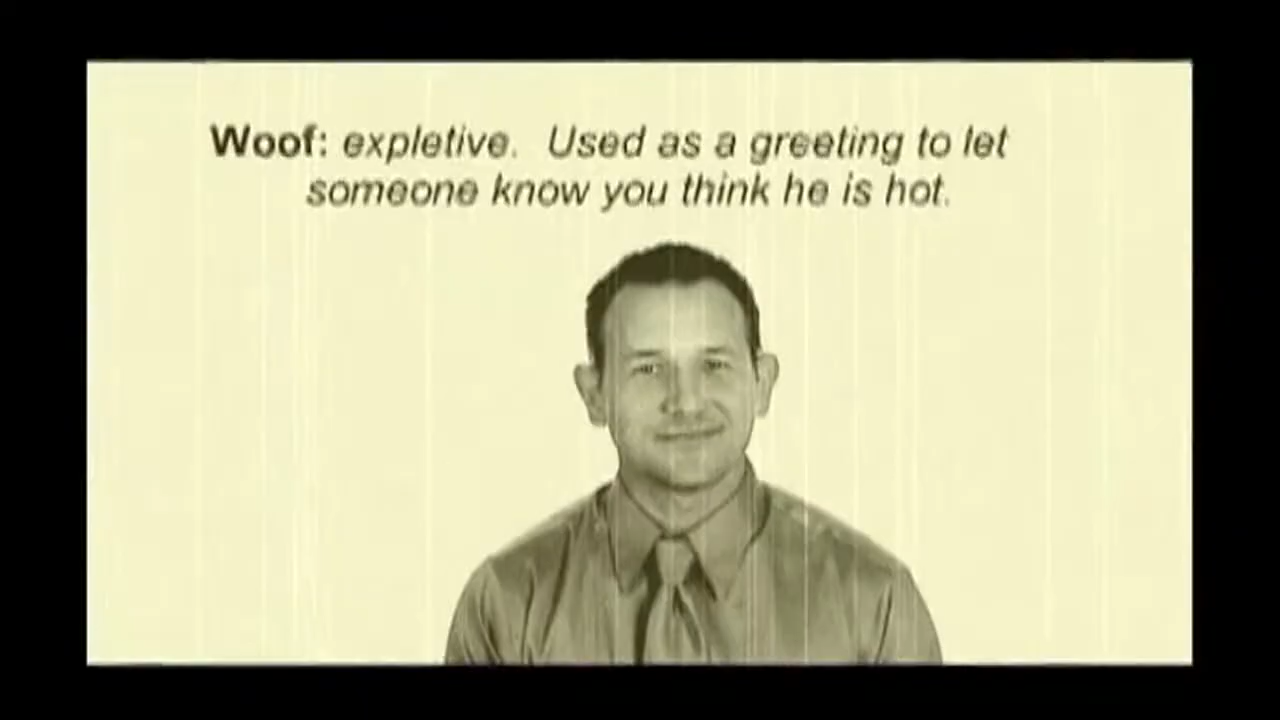 Woof: expletive. Used as a greeting to let
someone know you think he is hot.